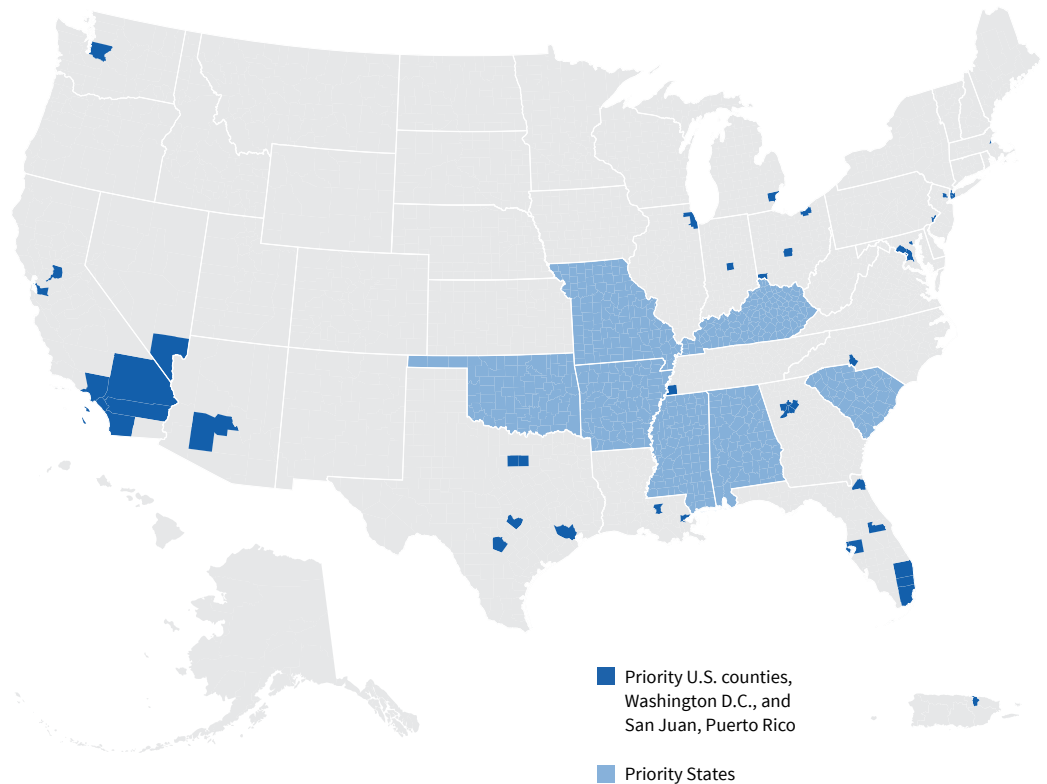 Priority U.S. counties,
Washington D.C., and
San Juan, Puerto Rico
Priority States